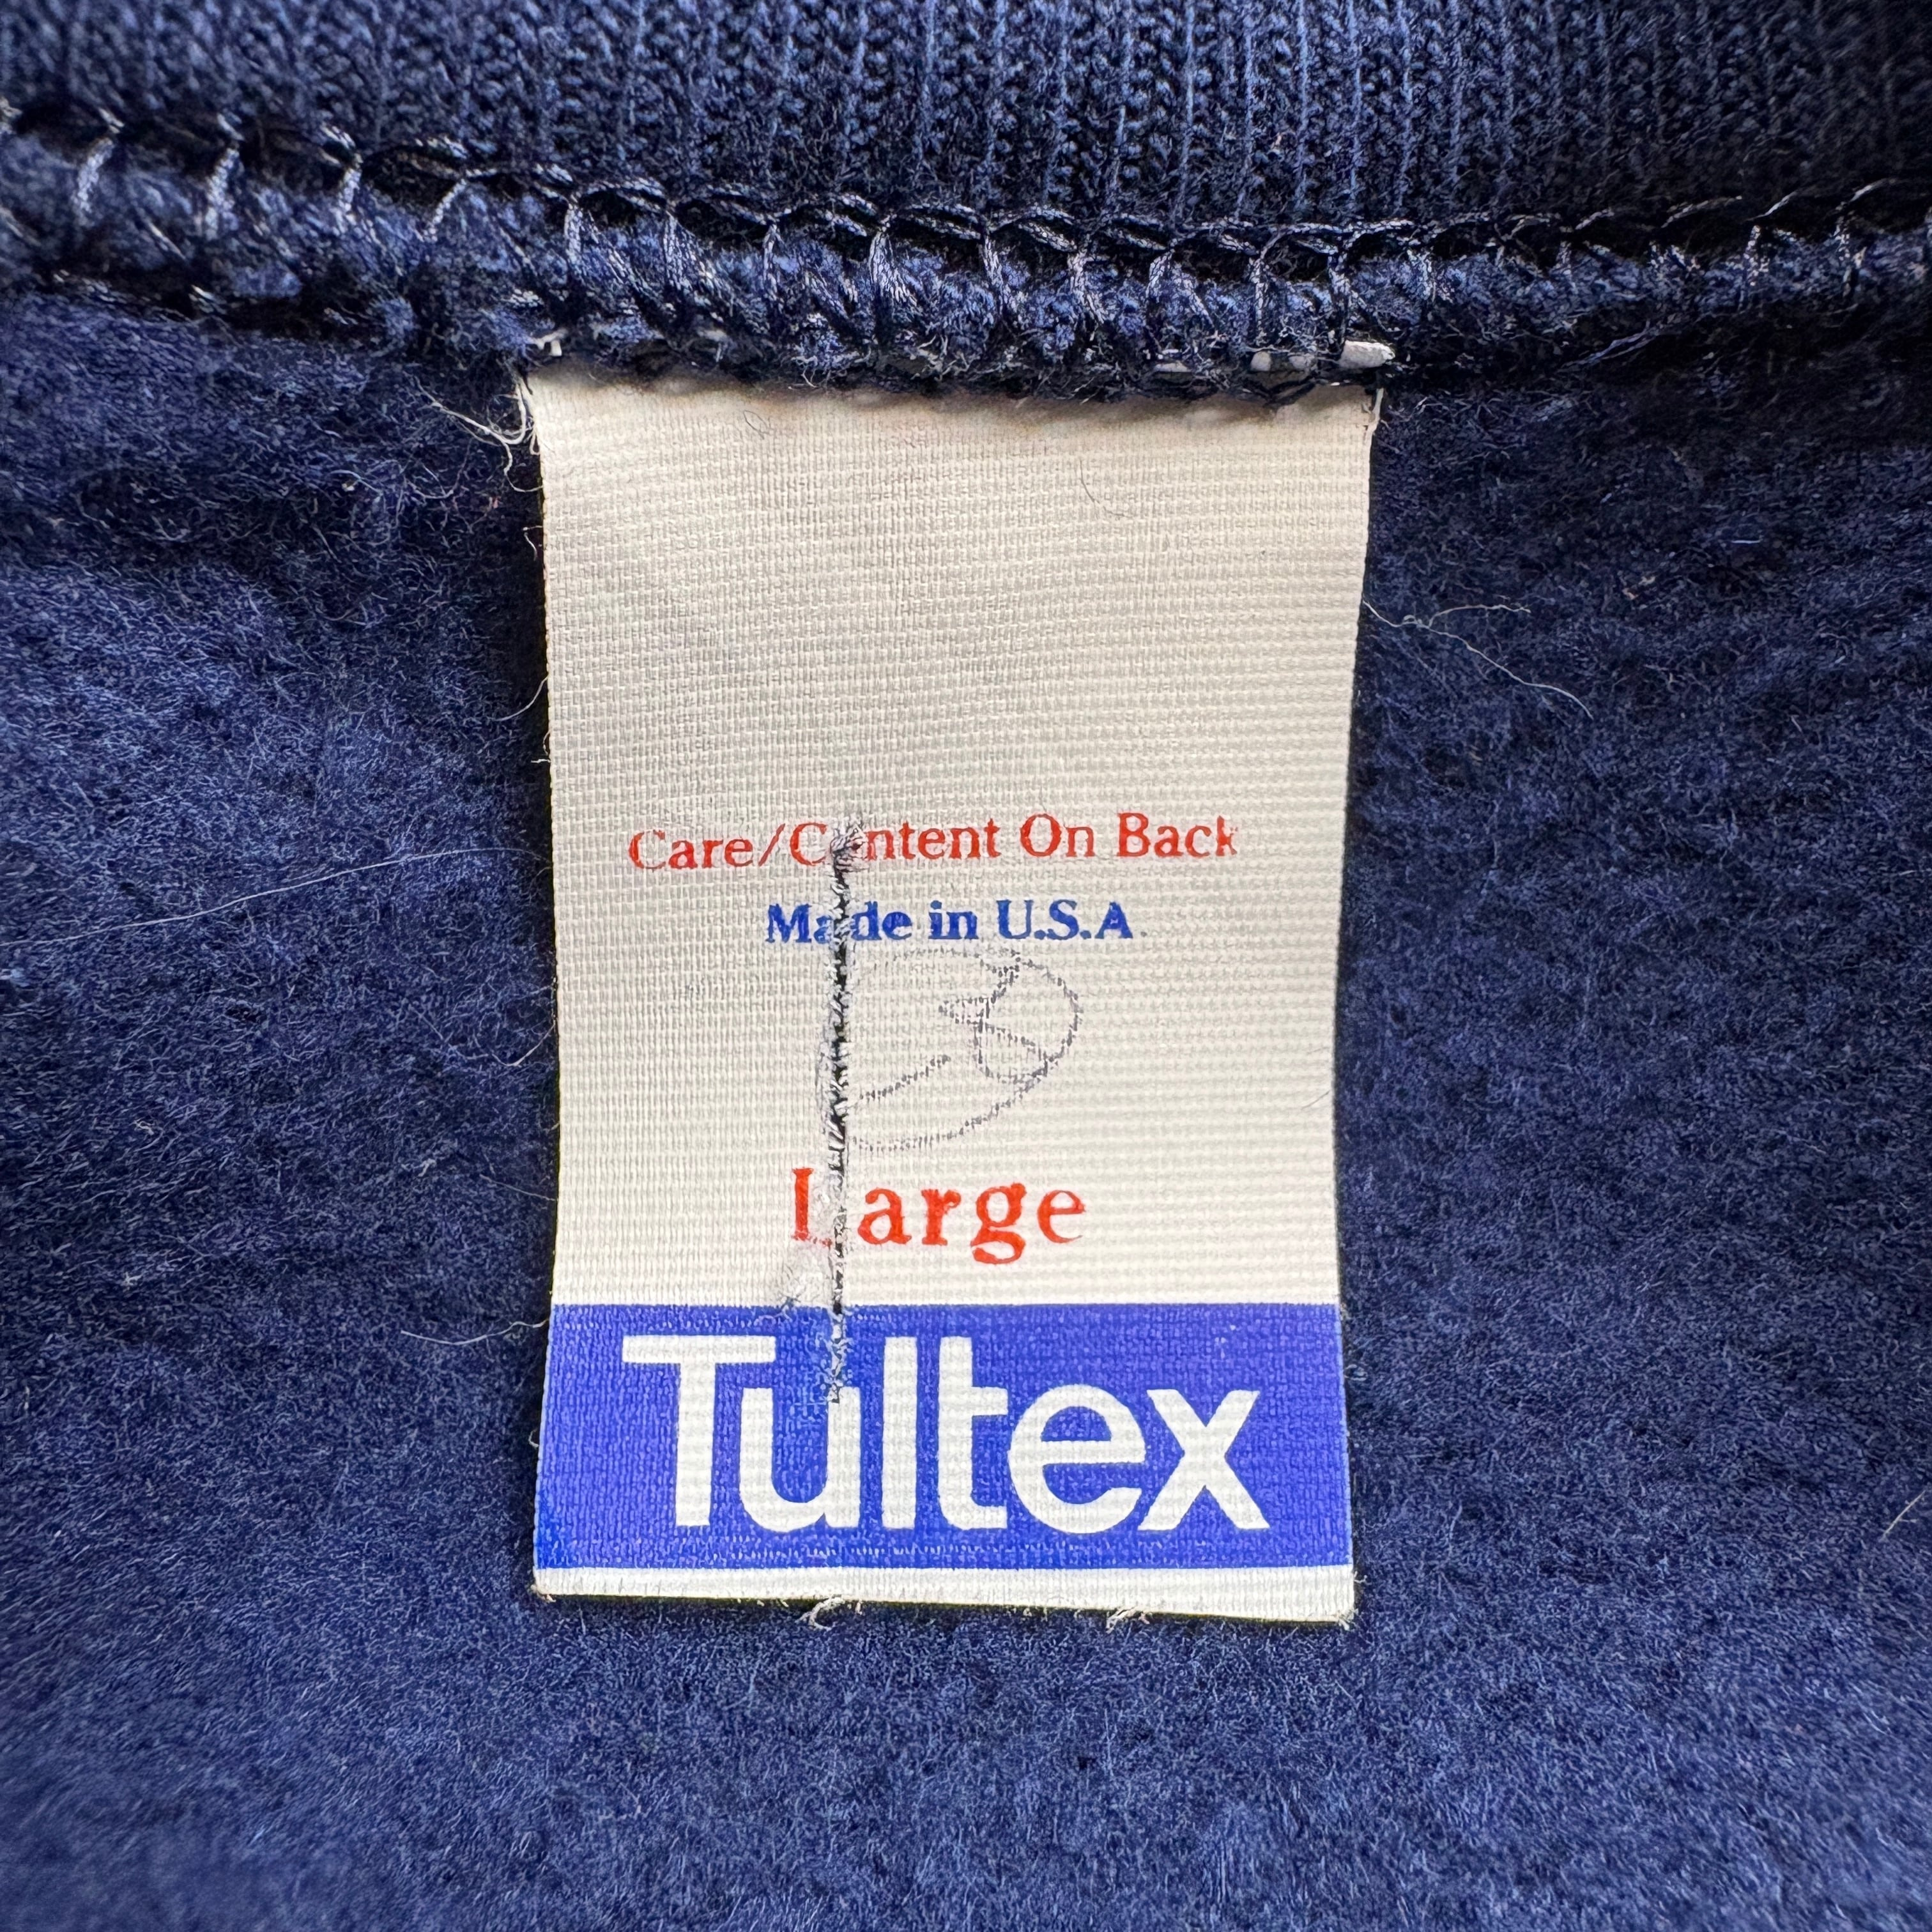 Care/Content On Back
Made in U.S.A.
Large
Tultex